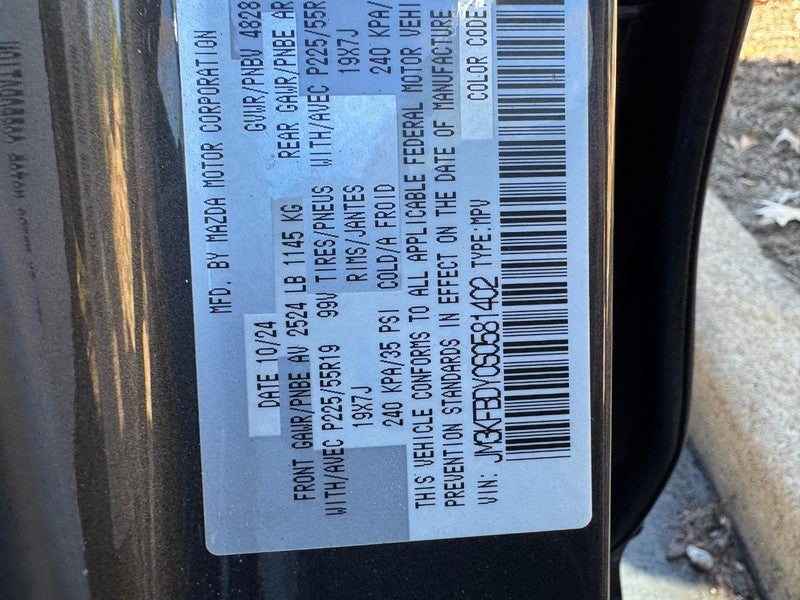 MFD. BY MAZDA MOTOR CORPORATION
DATE 10/24 GVWR/PNBV 4828
FRONT GAWR/PNBE AV 2524 LB 1145 KG REAR GAWR/PNBE AR
WITH/AVEC P225/55R19 99V TIRES/PNEUS WITH/AVEC P225/55R
19X7J RIMS/JANTES 19X7J
240 KPA/35 PSI COLD/A FROID 240 KPA/
THIS VEHICLE CONFORMS TO ALL APPLICABLE FEDERAL MOTOR VEHI
PREVENTION STANDARDS IN EFFECT ON THE DATE OF MANUFACTURE
VIN: JM3KFBDY0S0581402 TYPE:MPV COLOR CODE